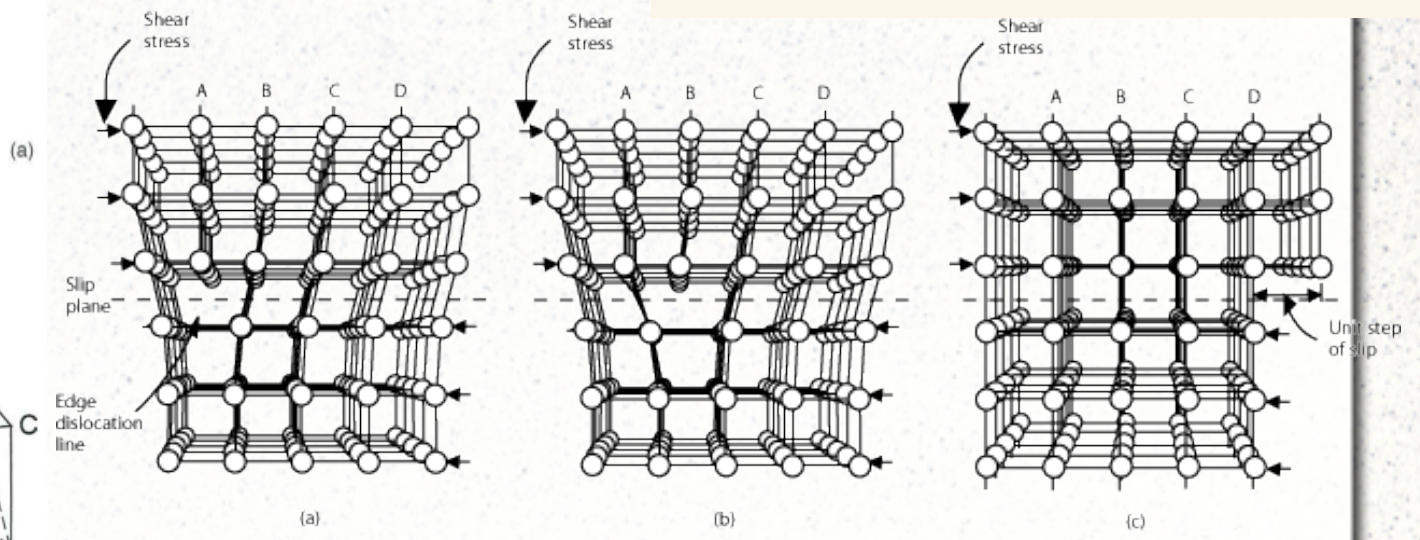 (a)
C
Shear
stress
A B C D
Slip
plane
Edge
dislocation
line
(a)
Shear
stress
A B C D
(b)
Shear
stress
A B C D
Unit step
of slip
(c)